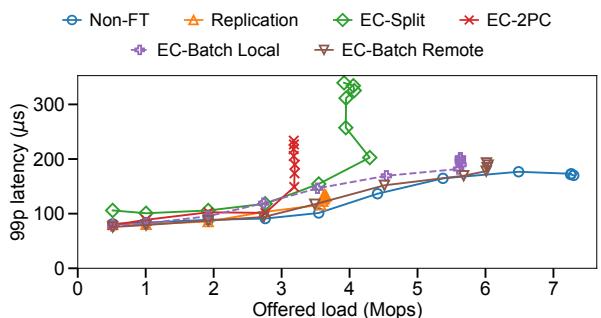 Non-FT Replication EC-Split EC-2PC
EC-Batch Local EC-Batch Remote
300
200
100
0
99p latency (μs)
0 1 2 3 4 5 6 7
Offered load (Mops)